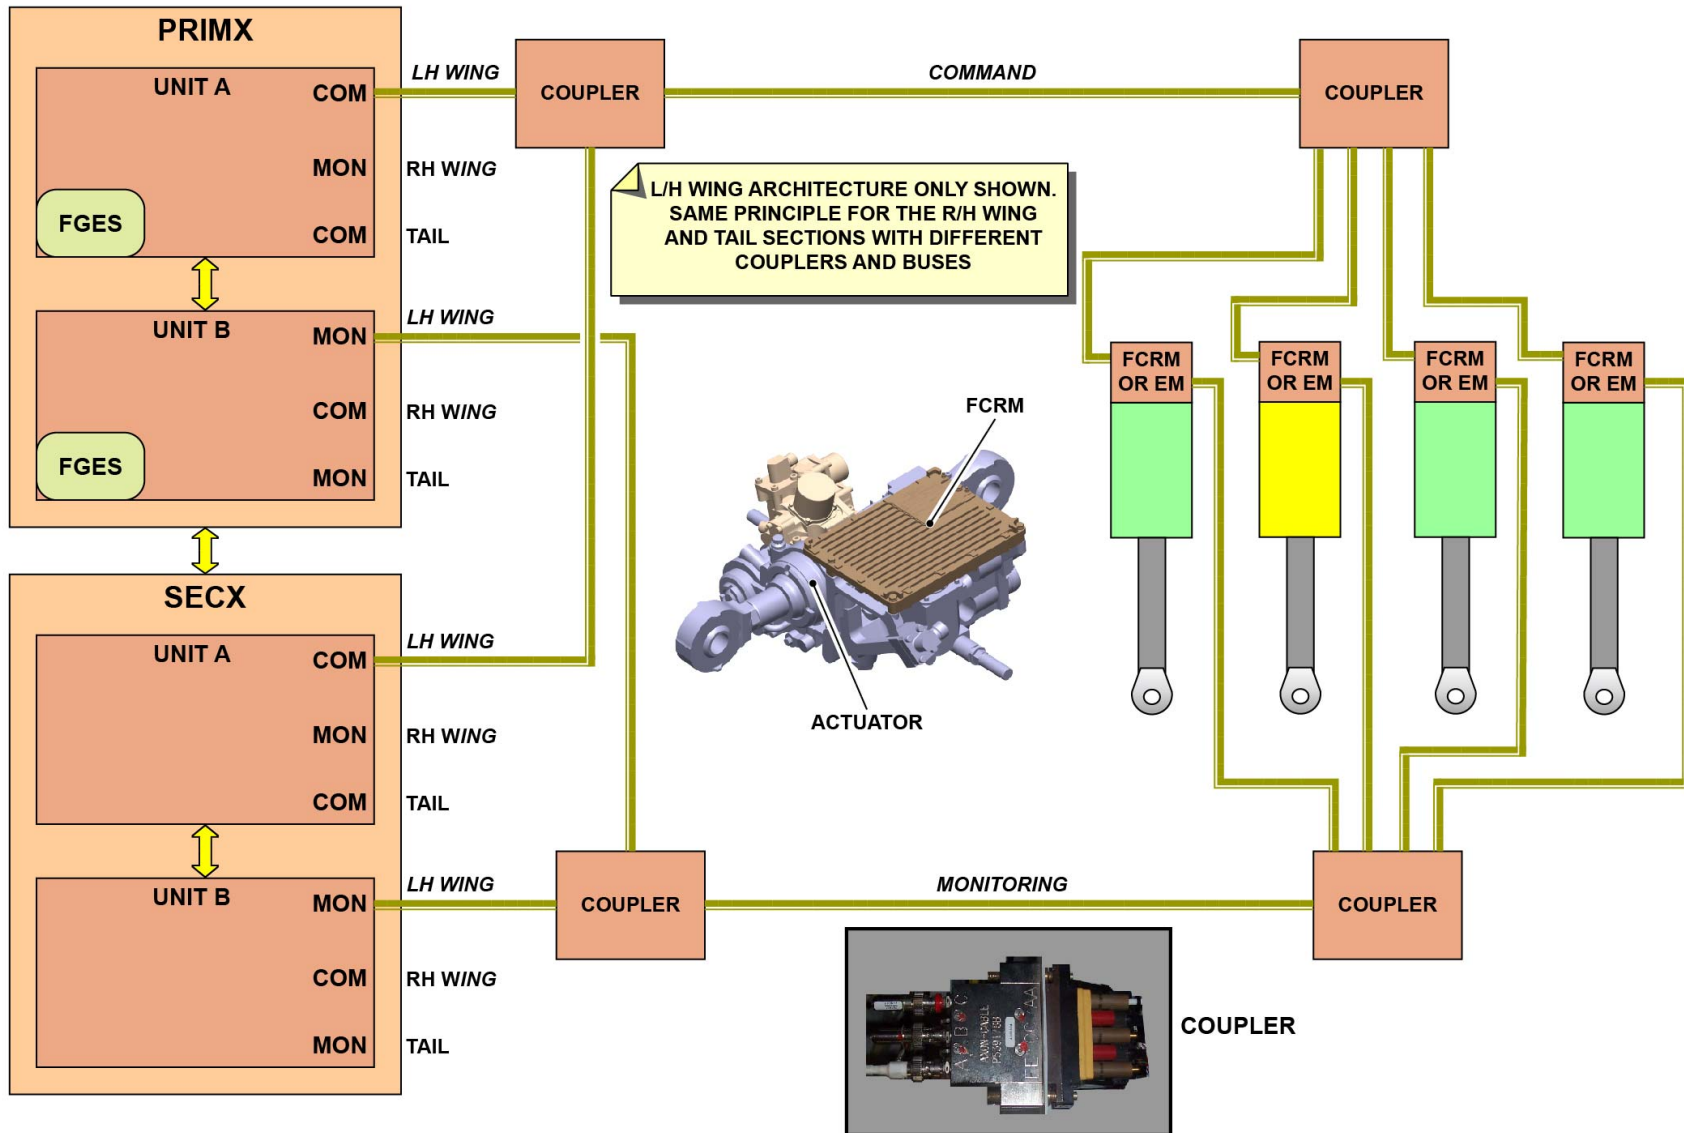 PRIMX
UNIT A
COM
MON
COM
FGES
LH WING
RH WING
TAIL
UNIT B
MON
COM
MON
FGES
LH WING
RH WING
TAIL
SECX
UNIT A
COM
MON
COM
LH WING
RH WING
TAIL
UNIT B
MON
COM
MON
LH WING
RH WING
TAIL
COUPLER
COMMAND
COUPLER
L/H WING ARCHITECTURE ONLY SHOWN.
SAME PRINCIPLE FOR THE R/H WING
AND TAIL SECTIONS WITH DIFFERENT
COUPLERS AND BUSES
FCRM
OR EM
FCRM
OR EM
FCRM
OR EM
FCRM
OR EM
FCRM
ACTUATOR
COUPLER
MONITORING
COUPLER
A B C
AXON-CABLE
COUPLER